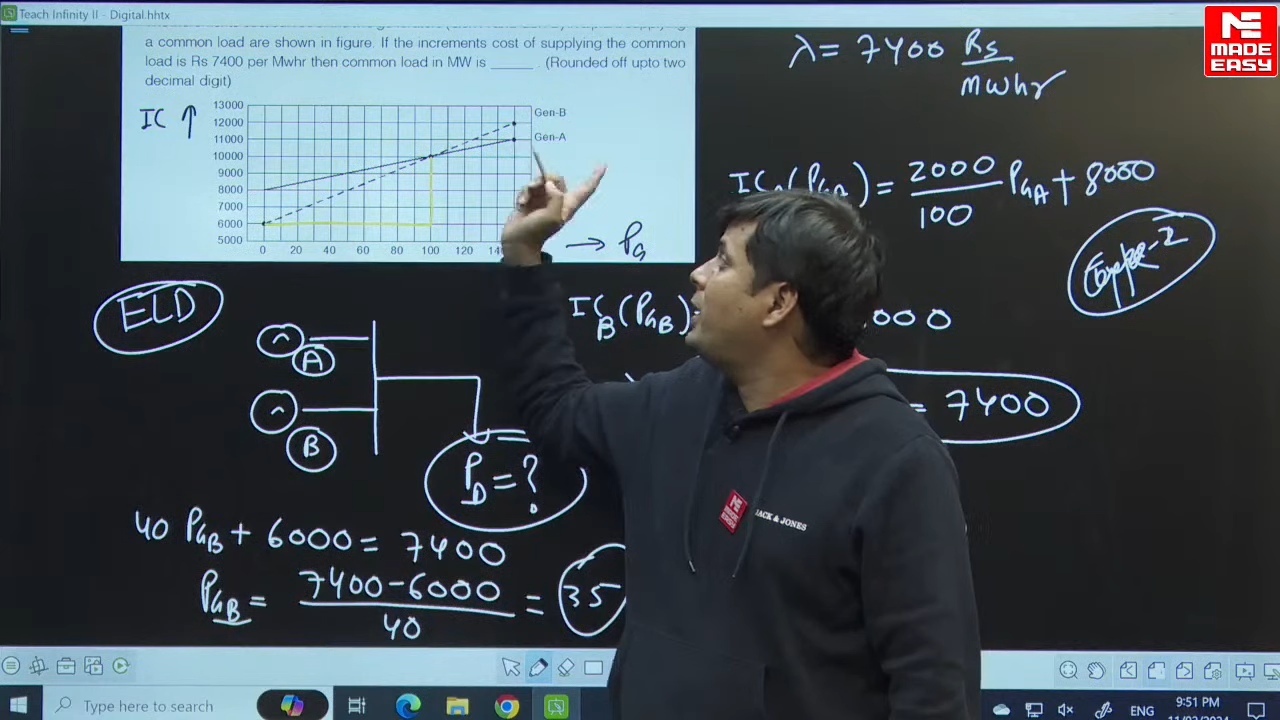 Teach Infinity II - Digital.hhtx
a common load are shown in figure. If the increments cost of supplying the common
load is Rs 7400 per Mwhr then common load in MW is _____ . (Rounded off upto two
decimal digit)
IC ↑
13000
12000
11000
10000
9000
8000
7000
6000
5000
0 20 40 60 80 100 120
Gen-B
Gen-A
→ PG
ELD
A
B
PD = ?
40 PGB + 6000 = 7400
PGB = 7400-6000 / 40 = 35
λ = 7400 Rs / Mwhr
(PGA) = 2000 / 100 PGA + 8000
ICB (PGB)
000
= 7400
MADE
EASY
JACK & JONES
Type here to search
ENG
9:51 PM